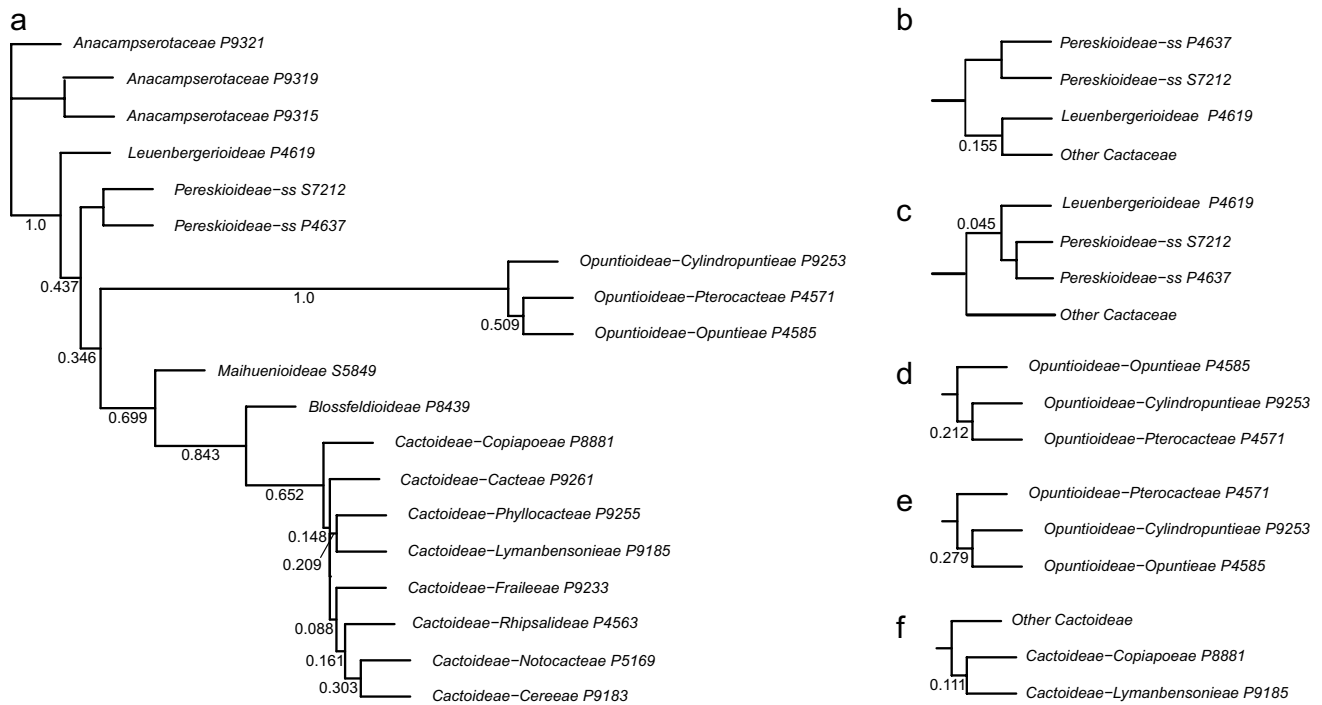 a
Anacampserotaceae P9321
Anacampserotaceae P9319
Anacampserotaceae P9315
Leuenbergerioideae P4619
Pereskioideae−ss S7212
1.0
Pereskioideae−ss P4637
Opuntioideae−Cylindropuntieae P9253
0.437
1.0
Opuntioideae−Pterocacteae P4571
0.509
Opuntioideae−Opuntieae P4585
0.346
Maihuenioideae S5849
0.699
Blossfeldioideae P8439
0.843
Cactoideae−Copiapoeae P8881
0.652
Cactoideae−Cacteae P9261
Cactoideae−Phyllocacteae P9255
0.148
Cactoideae−Lymanbensonieae P9185
0.209
Cactoideae−Fraileeae P9233
0.088
Cactoideae−Rhipsalideae P4563
0.161
Cactoideae−Notocacteae P5169
0.303
Cactoideae−Cereeae P9183
b
Pereskioideae−ss P4637
Pereskioideae−ss S7212
Leuenbergerioideae P4619
0.155
Other Cactaceae
c
Leuenbergerioideae P4619
0.045
Pereskioideae−ss S7212
Pereskioideae−ss P4637
Other Cactaceae
d
Opuntioideae−Opuntieae P4585
Opuntioideae−Cylindropuntieae P9253
0.212
Opuntioideae−Pterocacteae P4571
e
Opuntioideae−Pterocacteae P4571
Opuntioideae−Cylindropuntieae P9253
0.279
Opuntioideae−Opuntieae P4585
f
Other Cactoideae
Cactoideae−Copiapoeae P8881
0.111
Cactoideae−Lymanbensonieae P9185